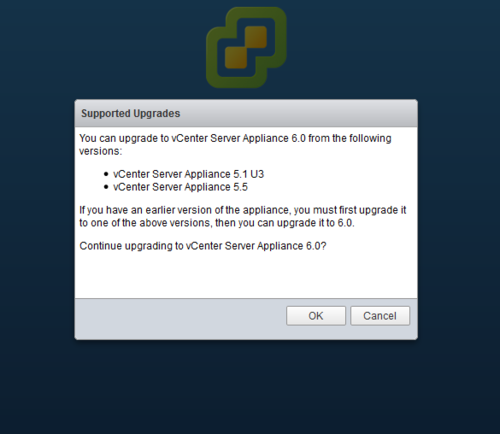 Supported Upgrades
You can upgrade to vCenter Server Appliance 6.0 from the following
versions:
• vCenter Server Appliance 5.1 U3
• vCenter Server Appliance 5.5
If you have an earlier version of the appliance, you must first upgrade it
to one of the above versions, then you can upgrade it to 6.0.
Continue upgrading to vCenter Server Appliance 6.0?
OK Cancel